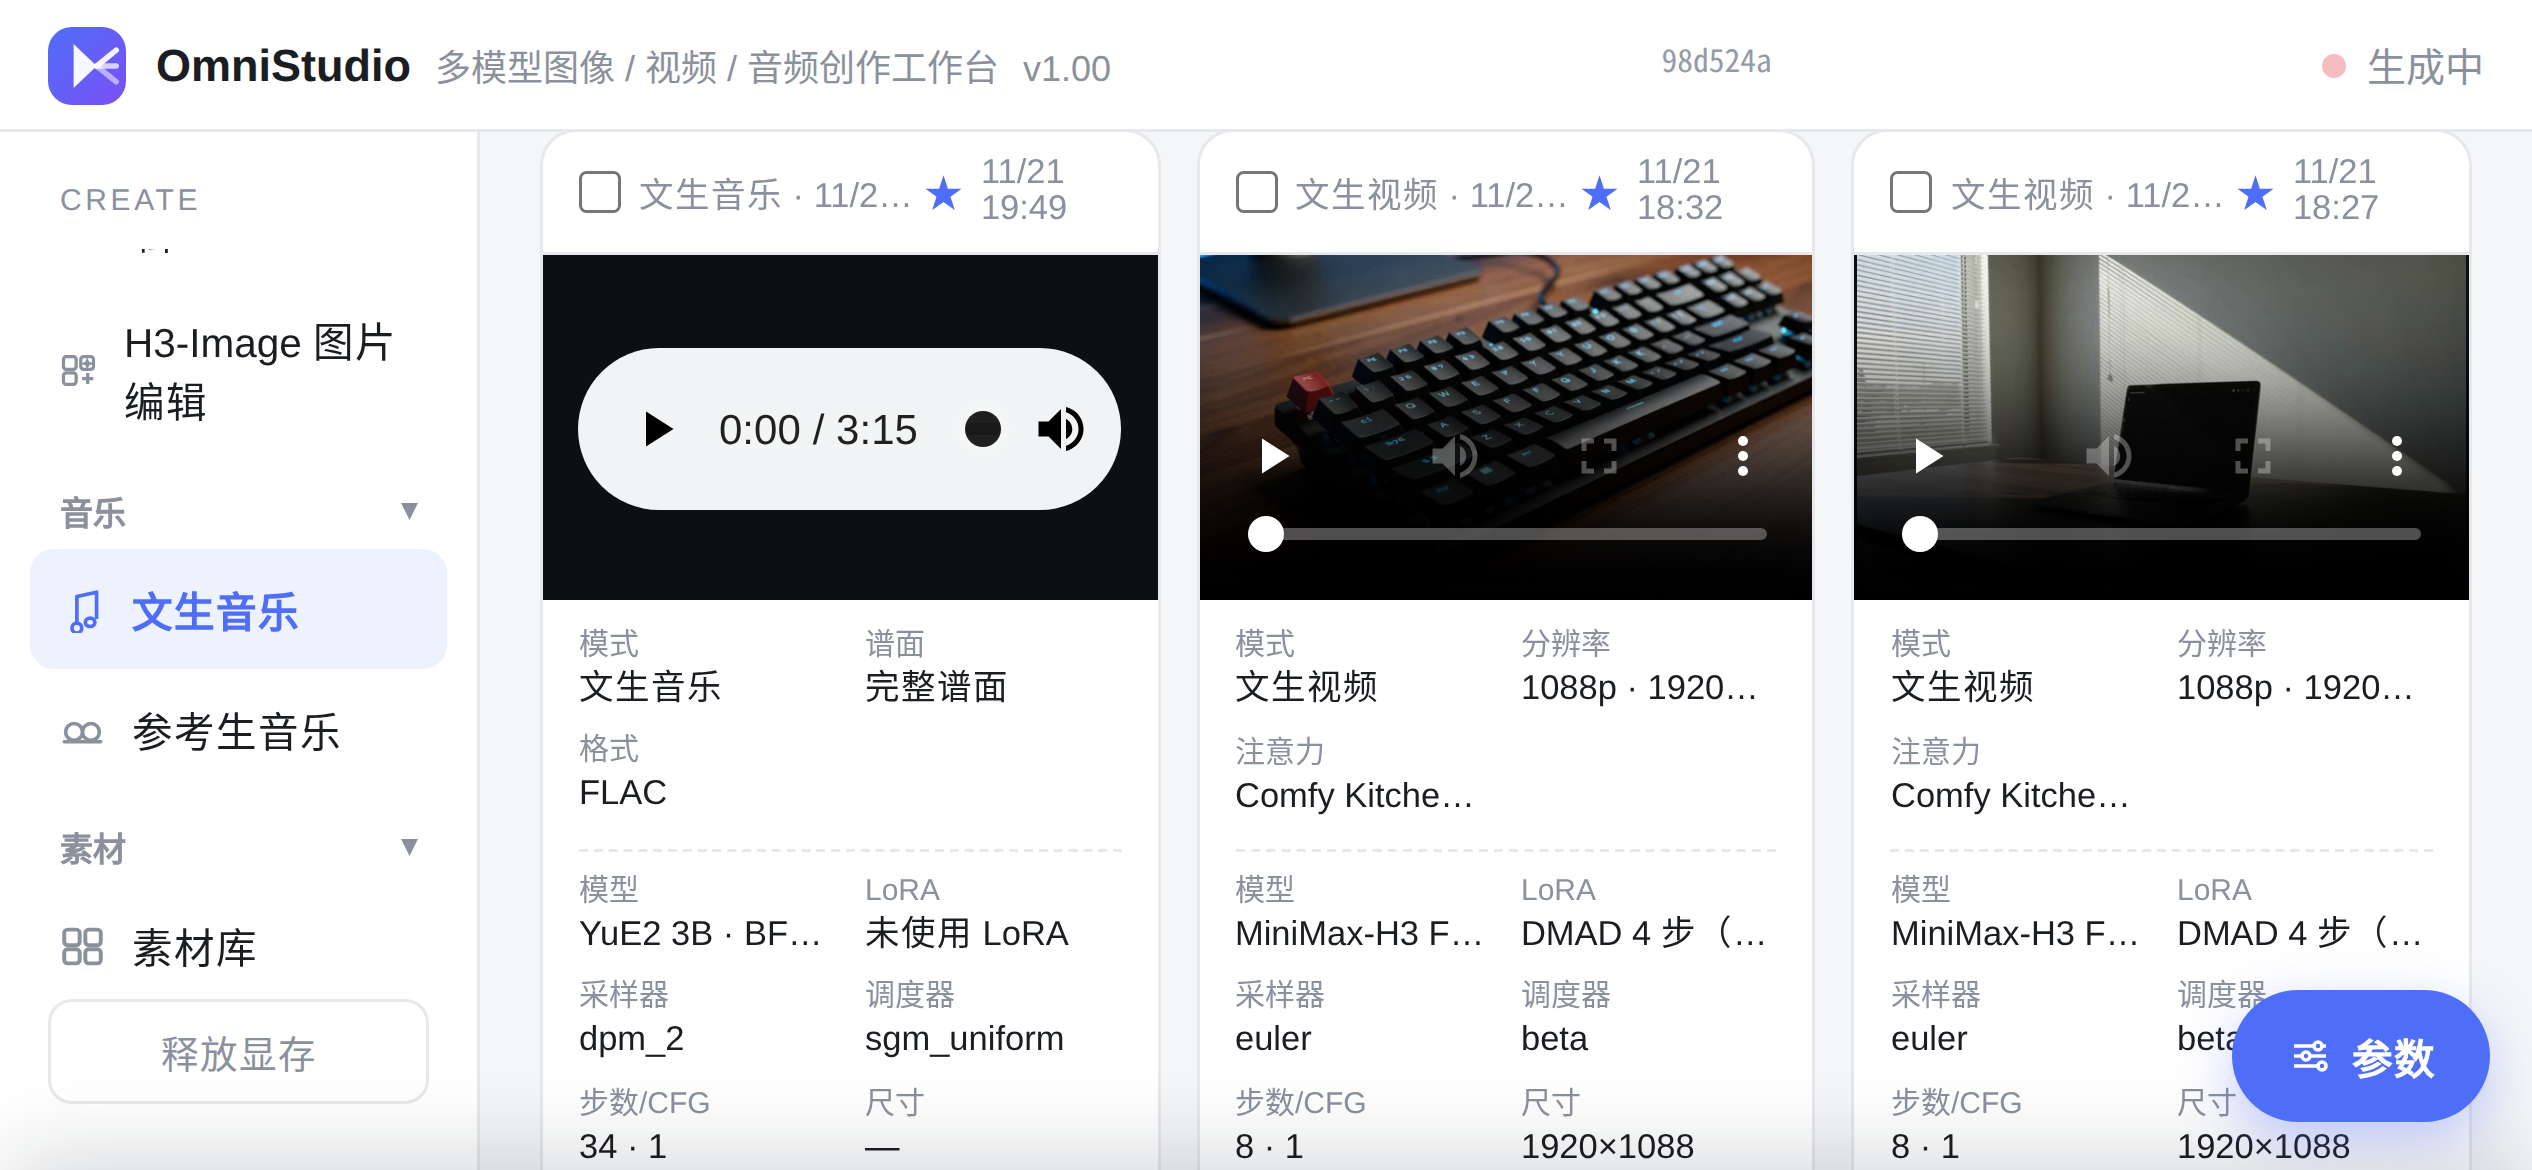 OmniStudio 多模型图像 / 视频 / 音频创作工作台 v1.00
98d524a
生成中
CREATE
H3-Image 图片
编辑
音乐 ▼
文生音乐
参考生音乐
素材 ▼
素材库
释放显存
文生音乐 · 11/2… ★ 11/21
19:49
0:00 / 3:15
模式 谱面
文生音乐 完整谱面
格式
FLAC
模型 LoRA
YuE2 3B · BF… 未使用 LoRA
采样器 调度器
dpm_2 sgm_uniform
步数/CFG 尺寸
34 · 1 —
文生视频 · 11/2… ★ 11/21
18:32
模式 分辨率
文生视频 1088p · 1920…
注意力
Comfy Kitche…
模型 LoRA
MiniMax-H3 F… DMAD 4 步（…
采样器 调度器
euler beta
步数/CFG 尺寸
8 · 1 1920×1088
文生视频 · 11/2… ★ 11/21
18:27
模式 分辨率
文生视频 1088p · 1920…
注意力
Comfy Kitche…
模型 LoRA
MiniMax-H3 F… DMAD 4 步（…
采样器 调度器
euler beta
步数/CFG 尺寸
8 · 1 1920×1088
参数